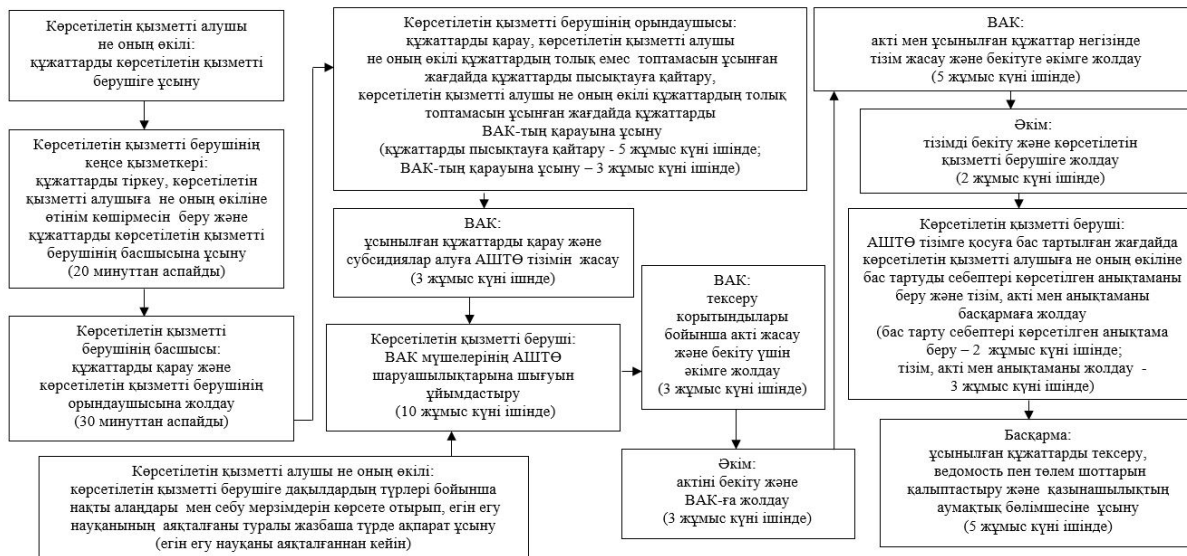 Көрсетілетін қызметті алушы
не оның өкілі:
құжаттарды көрсетілетін қызметті
берушіге ұсыну
Көрсетілетін қызметті берушінің
кеңсе қызметкері:
құжаттарды тіркеу, көрсетілетін
қызметті алушыға не оның өкіліне
өтінім көшірмесін беру және
құжаттарды көрсетілетін қызметті
берушінің басшысына ұсыну
(20 минуттан аспайды)
Көрсетілетін қызметті
берушінің басшысы:
құжаттарды қарау және
көрсетілетін қызметті берушінің
орындаушысына жолдау
(30 минуттан аспайды)
Көрсетілетін қызметті берушінің орындаушысы:
құжаттарды қарау, көрсетілетін қызметті алушы
не оның өкілі құжаттардың толық емес топтамасын ұсынған
жағдайда құжаттарды пысықтауға қайтару,
көрсетілетін қызметті алушы не оның өкілі құжаттардың толық
топтамасын ұсынған жағдайда құжаттарды
ВАК-тың қарауына ұсыну
(құжаттарды пысықтауға қайтару - 5 жұмыс күні ішінде;
ВАК-тың қарауына ұсыну – 3 жұмыс күні ішінде)
ВАК:
ұсынылған құжаттарды қарау және
субсидиялар алуға АШТӨ тізімін жасау
(3 жұмыс күні ішнде)
Көрсетілетін қызметті беруші:
ВАК мүшелерінің АШТӨ
шаруашылықтарына шығуын
ұйымдастыру
(10 жұмыс күні ішінде)
Көрсетілетін қызметті алушы не оның өкілі:
көрсетілетін қызметті берушіге дақылдардың түрлері бойынша
нақты алаңдары мен себу мерзімдерін көрсете отырып, егін егу
науқанының аяқталғаны туралы жазбаша түрде ақпарат ұсыну
(егін егу науқаны аяқталғаннан кейін)
ВАК:
тексеру
корытындылары
бойынша акті жасау
және бекіту үшін
әкімге жолдау
(3 жұмыс күні ішінде)
Әкім:
актіні бекіту және
ВАК-ға жолдау
(3 жұмыс күні ішінде)
ВАК:
акті мен ұсынылған құжаттар негізінде
тізім жасау және бекітуге әкімге жолдау
(5 жұмыс күні ішінде)
Әкім:
тізімді бекіту және көрсетілетін
қызметті берушіге жолдау
(2 жұмыс күні ішінде)
Көрсетілетін қызметті беруші:
АШТӨ тізімге қосуға бас тартылған жағдайда
көрсетілетін қызметті алушыға не оның өкіліне
бас тартуды себептері көрсетілген анықтаманы
беру және тізім, акті мен анықтаманы
басқармаға жолдау
(бас тарту себептері көрсетілген анықтама
беру – 2 жұмыс күні ішінде;
тізім, акті мен анықтаманы жолдау -
3 жұмыс күні ішінде)
Басқарма:
ұсынылған құжаттарды тексеру,
ведомость пен төлем шоттарын
қалыптастыру және қазынашылықтың
аумақтық бөлімшесіне ұсыну
(5 жұмыс күні ішінде)